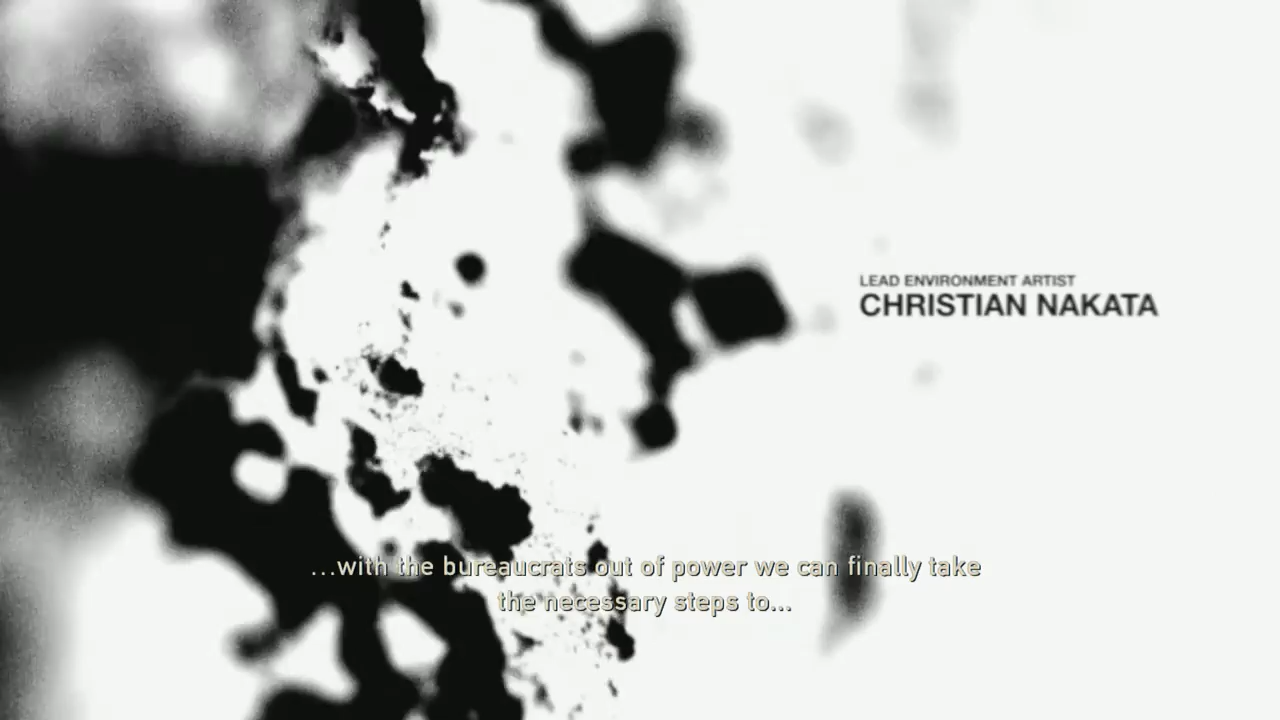 LEAD ENVIRONMENT ARTIST
CHRISTIAN NAKATA
...with the bureaucrats out of power we can finally take
the necessary steps to...